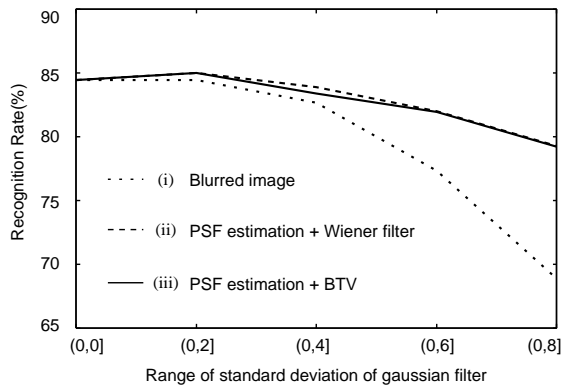 90
85
80
75
70
65
Recognition Rate(%)
(i) Blurred image
(ii) PSF estimation + Wiener filter
(iii) PSF estimation + BTV
(0,0] (0,2] (0,4] (0,6] (0,8]
Range of standard deviation of gaussian filter